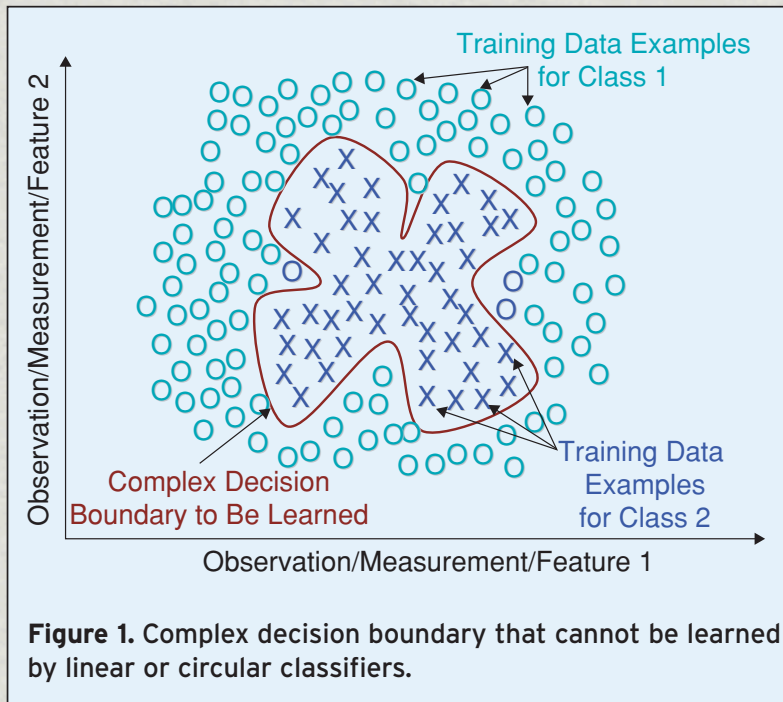 Training Data Examples
for Class 1
Observation/Measurement/Feature 2
Complex Decision
Boundary to Be Learned
Training Data
Examples
for Class 2
Observation/Measurement/Feature 1
Figure 1. Complex decision boundary that cannot be learned
by linear or circular classifiers.